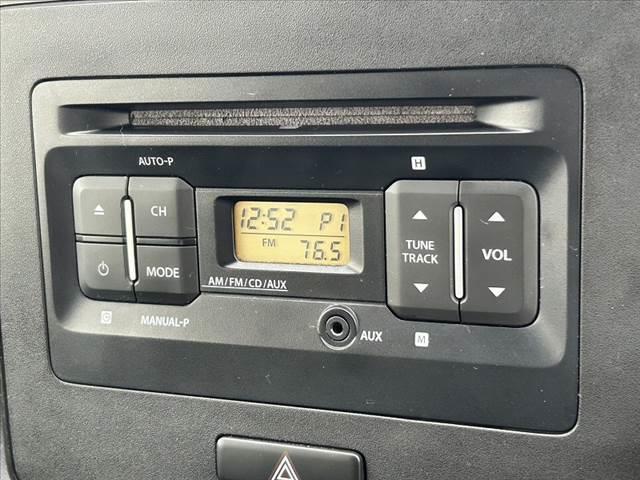 AUTO-P
H
CH
MODE
12:52 P1
FM 76.5
AM/FM/CD/AUX
TUNE
TRACK
VOL
MANUAL-P
AUX
M